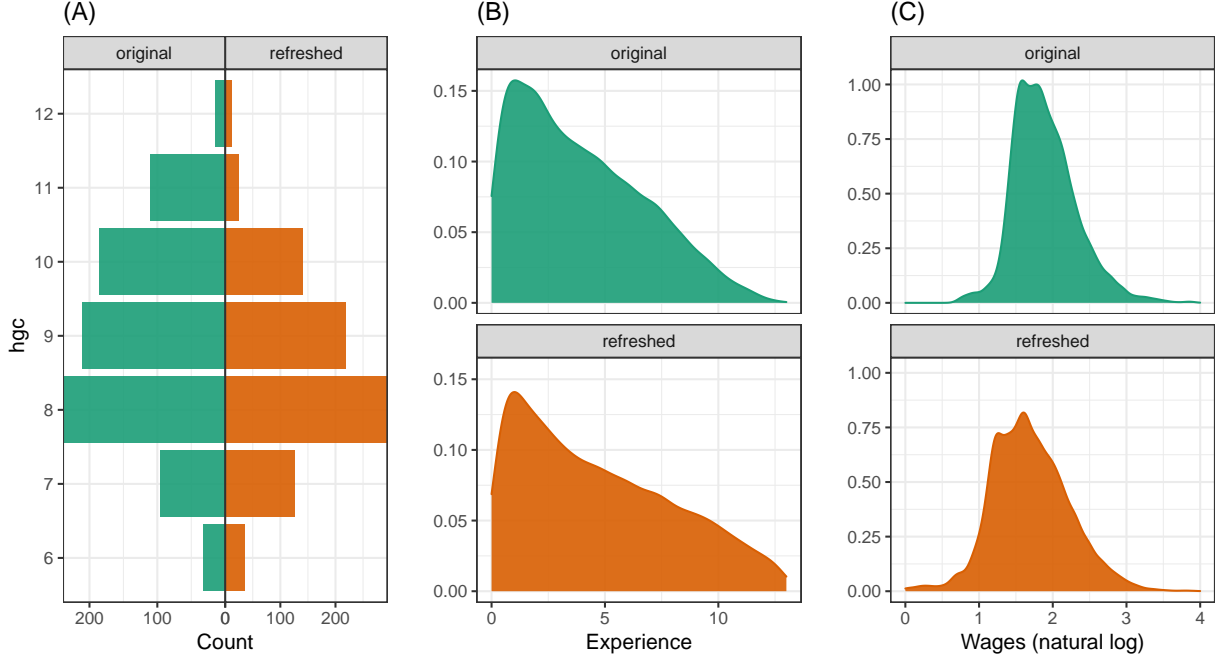 (A)
original refreshed
12
11
10
9
8
7
6
hgc
200 100 0 0 100 200
Count
(B)
original
0.15
0.10
0.05
0.00
refreshed
0.15
0.10
0.05
0.00
0 5 10
Experience
(C)
original
1.00
0.75
0.50
0.25
0.00
refreshed
1.00
0.75
0.50
0.25
0.00
0 1 2 3 4
Wages (natural log)